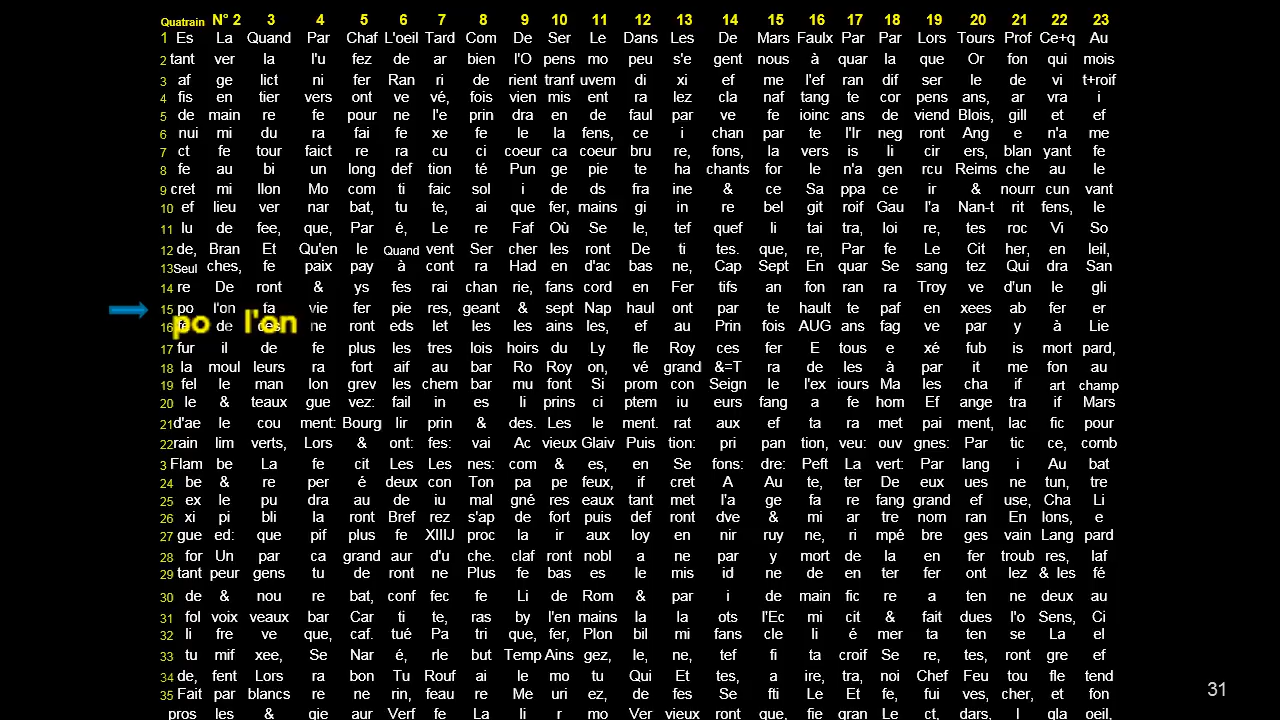 Quatrain N° 2 3 4 5 6 7 8 9 10 11 12 13 14 15 16 17 18 19 20 21 22 23
1 Es La Quand Par Chaf L'oeil Tard Com De Ser Le Dans Les De Mars Faulx Par Par Lors Tours Prof Ce+q Au
2 tant ver la l'u fez de ar bien l'O pens mo peu s'i gent nous à quar la que Or fon qui mois
3 af ge lict ni fer Ran ri de rient tranf uvem di xi ef me l'ef ran dif ser le de vi t+roif
4 fis en tier vers ont ve vé, fois vien mis ent ra lez cla naf tang te cor pens ans, ar vra i
5 de main re fe pour ne l'e prin dra en de faul par ve fe ioinc ans de viend Blois, gif et ef
6 nui mi du ra fai fe xe fe le la fens, ce i chan par te l'Ir neg ront Ang e n'a me
7 ct fe tour faict re ra cu ci coeur ca coeur bru re, fons, la vers is li cir ers, blan yant fe
8 fe au bi un long def tion té Pun ge pie te ha chants for le n'a gen rcu Reims che au le
9 cret mi llon Mo com ti faic sol i de ds fra ine & ce Sa ppa ce ir & nourr cun vant
10 ef lieu ver nar bat, tu te, ai que fer, mains gi in re bel git roif Gau l'a Nan-t rit fens, le
11 lu de fee, que, Par é, Le re Faf Où Se le, tef quef li tai tra, loi re, tes roc Vi So
12 de, Bran Et Qu'en le Quand vent Ser cher les ront De ti tes. que, re, Par fe Le Cit her, en leil,
13 Seul ches, fe paix pay à cont ra Had en d'ac bas ne, Cap Sept En quar Se sang tez Qui dra San
14 re De ront & ys fes rai chan rie, fans cord en Fer tifs an fon ran ra Troy ve d'un le gli
15 po l'on fa vie fer pie res, geant & sept Nap haul ont par te hault te paf en xees ab fer er
po l'on
16 fe de des ne ront eds let les les ains les, ef au Prin fois AUG ans fag ve par y à Lie
17 fur il de fe plus les tres lois hoirs du Ly fle Roy ces fer E tous e xé fub is mort pard,
18 la moul leurs ra fort aif au bar Ro Roy on, vé grand &=T ra de les à par it me fon au
19 fel le man lon grev les chem bar mu font Si prom con Seign le l'ex iours Ma les cha if art champ
20 le & teaux gue vez: fail in es li prins ci ptem iu eurs fang a fe hom Ef ange tra if Mars
21 d'ae le cou ment: Bourg lir prin & des. Les le ment. rat aux ef ta ra met pai ment, lac fic pour
22 rain lim verts, Lors & ont: fes: vai Ac vieux Glaiv Puis tion: pri pan tion, veu: ouv gnes: Par tic ce, comb
3 Flam be La fe cit Les Les nes: com & es, en Se fons: dre: Peft La vert: Par lang i Au bat
24 be & re per é deux con Ton pa pe feux, if cret A Au te, ter De eux ues ne tun, tre
25 ex le pu dra au de iu mal gné res eaux tant met l'a ge fa re fang grand ef use, Cha Li
26 xi pi bli la ront Bref rez s'ap de fort puis def ront dve & mi ar tre nom ran En lons, e
27 gue ed: que pif plus fe XIIIJ proc la ir aux loy en nir ruy ne, ri mpé bre ges vain Lang pard
28 for Un par ca grand aur d'u che. claf ront nobl a ne par y mort de la en fer troub res, laf
29 tant peur gens tu de ront ne Plus fe bas es le mis id ne de en ter fer ont lez & les fé
30 de & nou re bat, conf fec fe Li de Rom & par i de main fic re a ten ne deux au
31 fol voix veaux bar Car ti te, ras by l'en mains la la ots l'Ec mi cit & fait dues l'o Sens, Ci
32 li fre ve que, caf. tué Pa tri que, fer, Plon bil mi fans cle li é mer ta ten se La el
33 tu mif xee, Se Nar é, rle but Temp Ains gez, le, ne, tef fi ta croif Se re, tes, ront gre ef
34 de, fent Lors ra bon Tu Rouf ai le mo tu Qui Et tes, a ire, tra, noi Chef Feu tou fle tend
35 Fait par blancs re ne rin, feau re Me uri ez, de fes Se fti Le Et fe, fui ves, cher, et fon
pros les & gie aur Verf fe La li r mo Ver vieux ront que, fie gran Le ct, dars, l gla oeil,
31